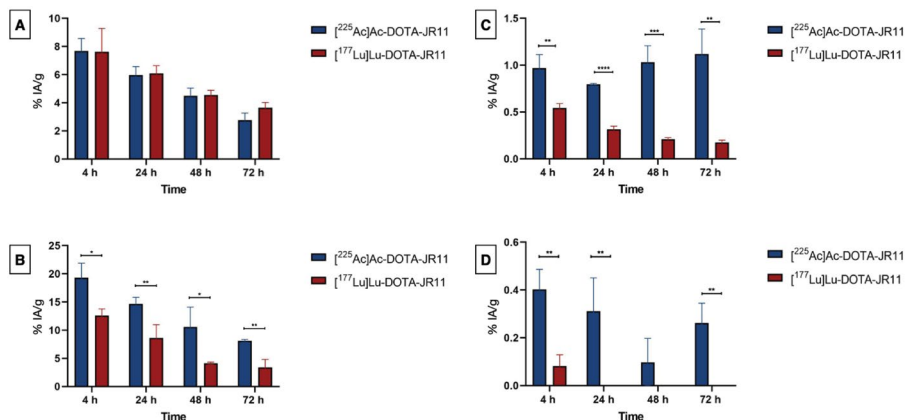 A
% IA/g
10
8
6
4
2
0
4 h 24 h 48 h 72 h
Time
[²²⁵Ac]Ac-DOTA-JR11
[¹⁷⁷Lu]Lu-DOTA-JR11
C
% IA/g
1.5
1.0
0.5
0.0
** **** *** **
4 h 24 h 48 h 72 h
Time
[²²⁵Ac]Ac-DOTA-JR11
[¹⁷⁷Lu]Lu-DOTA-JR11
B
% IA/g
25
20
15
10
5
0
* ** * **
4 h 24 h 48 h 72 h
Time
[²²⁵Ac]Ac-DOTA-JR11
[¹⁷⁷Lu]Lu-DOTA-JR11
D
% IA/g
0.6
0.4
0.2
0.0
** ** **
4 h 24 h 48 h 72 h
Time
[²²⁵Ac]Ac-DOTA-JR11
[¹⁷⁷Lu]Lu-DOTA-JR11